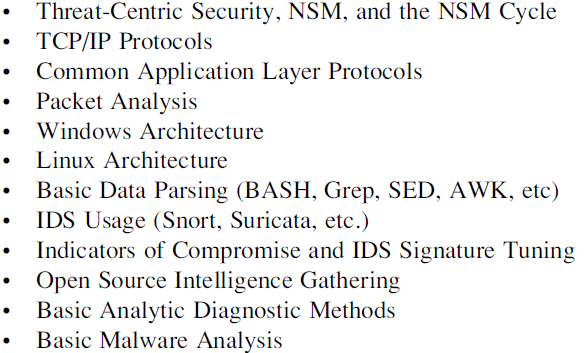 • Threat-Centric Security, NSM, and the NSM Cycle
• TCP/IP Protocols
• Common Application Layer Protocols
• Packet Analysis
• Windows Architecture
• Linux Architecture
• Basic Data Parsing (BASH, Grep, SED, AWK, etc)
• IDS Usage (Snort, Suricata, etc.)
• Indicators of Compromise and IDS Signature Tuning
• Open Source Intelligence Gathering
• Basic Analytic Diagnostic Methods
• Basic Malware Analysis